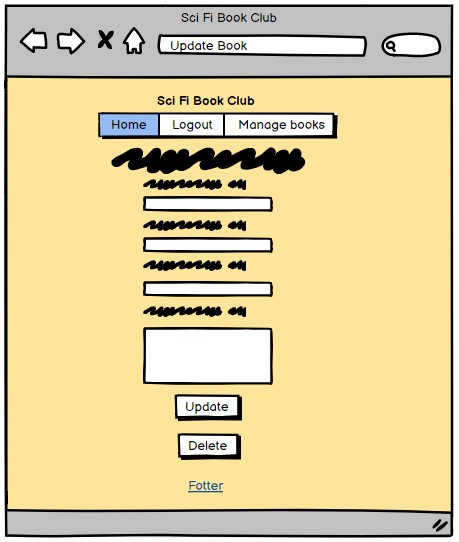 Sci Fi Book Club
Update Book
Sci Fi Book Club
Home Logout Manage books
Update
Delete
Fotter